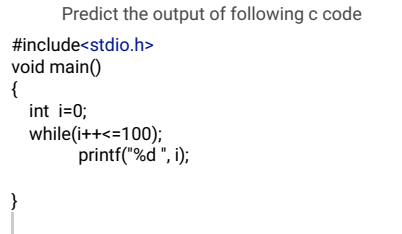 Predict the output of following c code
#include<stdio.h>
void main()
{
int i=0;
while(i++<=100);
printf("%d ", i);
}